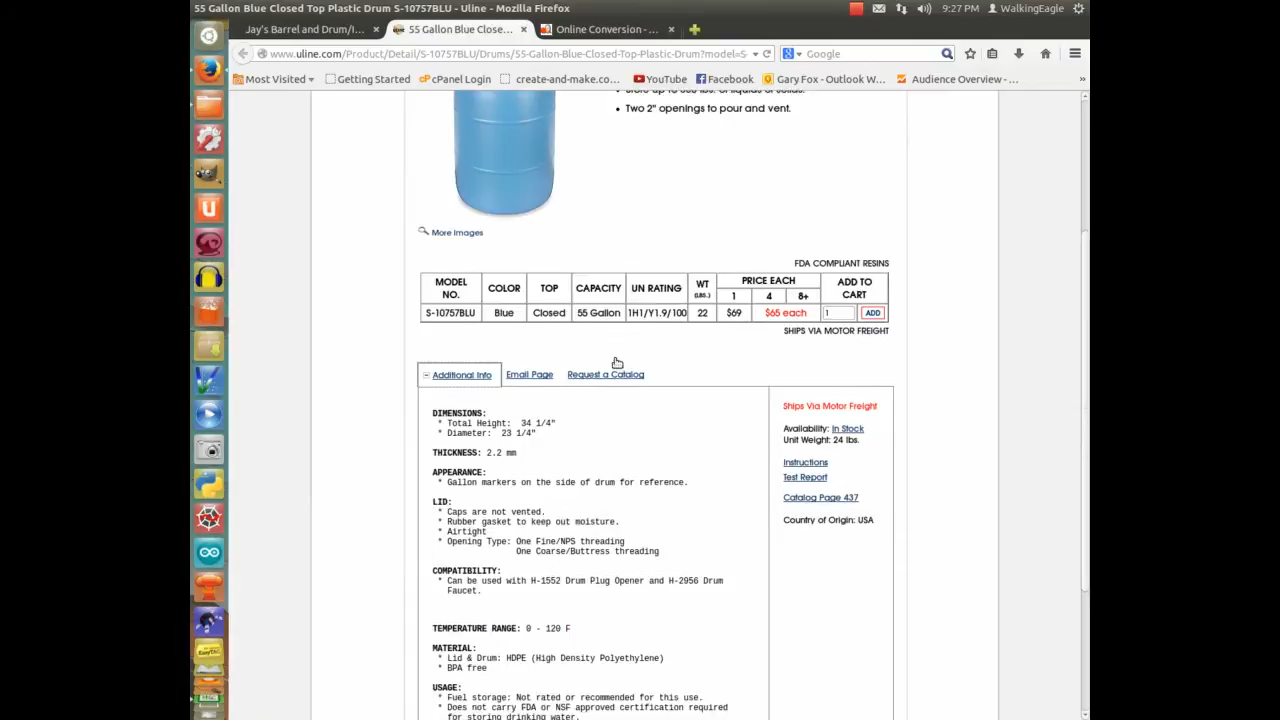 55 Gallon Blue Closed Top Plastic Drum S-10757BLU - Uline - Mozilla Firefox
9:27 PM
WalkingEagle
Jay's Barrel and Drum/I...
55 Gallon Blue Close...
Online Conversion - ...
www.uline.com/Product/Detail/S-10757BLU/Drums/55-Gallon-Blue-Closed-Top-Plastic-Drum?model=S-
Google
Most Visited
Getting Started
cPanel Login
create-and-make.co...
YouTube
Facebook
Gary Fox - Outlook W...
Audience Overview - ...
Two 2" openings to pour and vent.
More Images
FDA COMPLIANT RESINS
MODEL NO. COLOR TOP CAPACITY UN RATING WT (LBS.) PRICE EACH ADD TO CART
1 4 8+
S-10757BLU Blue Closed 55 Gallon 1H1/Y1.9/100 22 $69 $65 each 1 ADD
SHIPS VIA MOTOR FREIGHT
Additional Info Email Page Request a Catalog
DIMENSIONS:
* Total Height: 34 1/4"
* Diameter: 23 1/4"
THICKNESS: 2.2 mm
APPEARANCE:
* Gallon markers on the side of drum for reference.
LID:
* Caps are not vented.
* Rubber gasket to keep out moisture.
* Airtight
* Opening Type: One Fine/NPS threading
One Coarse/Buttress threading
COMPATIBILITY:
* Can be used with H-1552 Drum Plug Opener and H-2956 Drum
Faucet.
TEMPERATURE RANGE: 0 - 120 F
MATERIAL:
* Lid & Drum: HDPE (High Density Polyethylene)
* BPA free
USAGE:
* Fuel storage: Not rated or recommended for this use.
* Does not carry FDA or NSF approved certification required
for storing drinking water.
Ships Via Motor Freight
Availability: In Stock
Unit Weight: 24 lbs.
Instructions
Test Report
Catalog Page 437
Country of Origin: USA